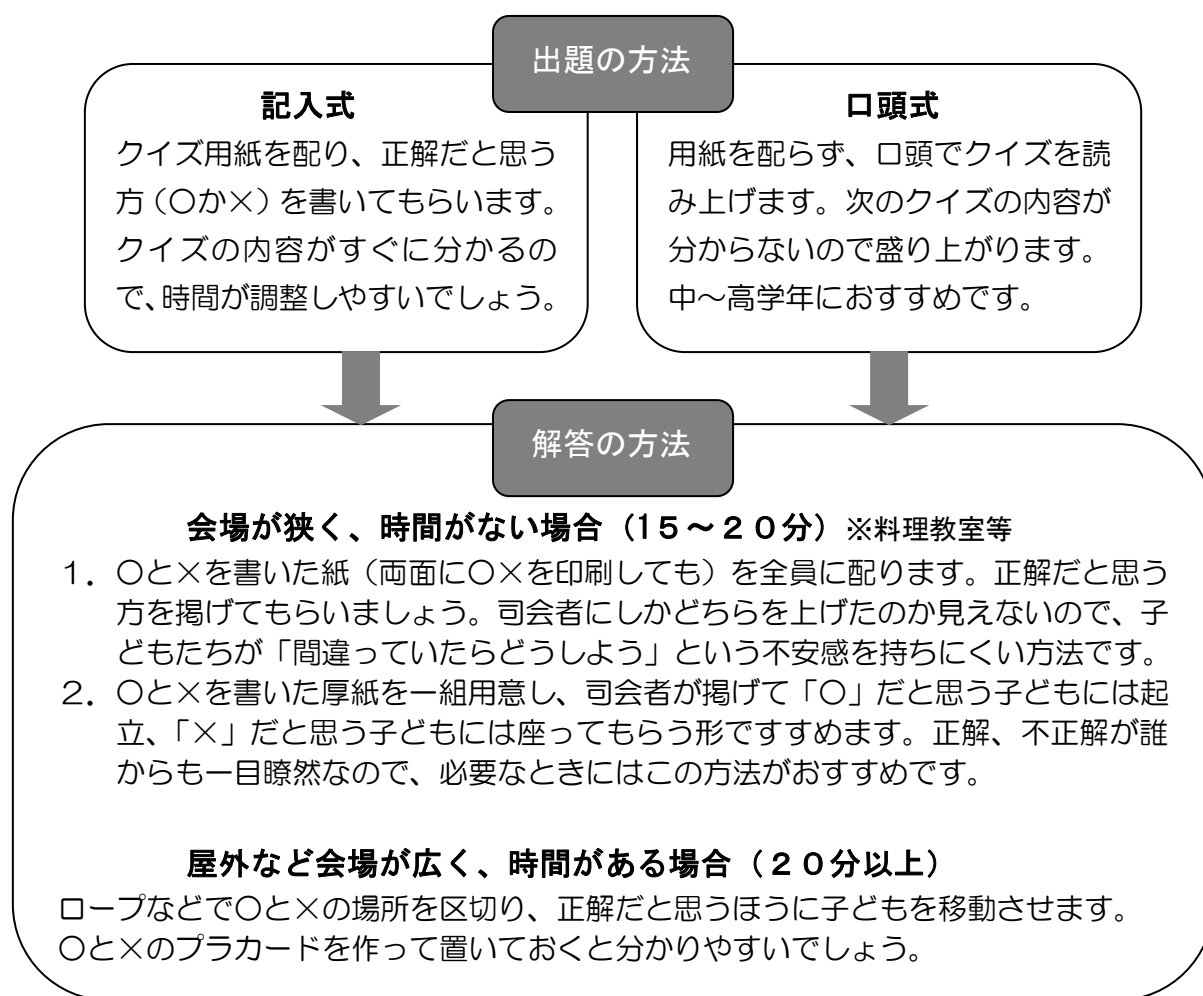 出題の方法
記入式
クイズ用紙を配り、正解だと思う
方(〇か×)を書いてもらいます。
クイズの内容がすぐに分かるの
で、時間が調整しやすいでしょう。
口頭式
用紙を配らず、口頭でクイズを読
み上げます。次のクイズの内容が
分からないので盛り上がります。
中~高学年におすすめです。
解答の方法
会場が狭く、時間がない場合(15~20分)※料理教室等
1.〇と×を書いた紙(両面に〇×を印刷しても)を全員に配ります。正解だと思う
方を掲げてもらいましょう。司会者にしかどちらを上げたのか見えないので、子
どもたちが「間違っていたらどうしよう」という不安感を持ちにくい方法です。
2.〇と×を書いた厚紙を一組用意し、司会者が掲げて「〇」だと思う子どもには起
立、「×」だと思う子どもには座ってもらう形ですすめます。正解、不正解が誰
からも一目瞭然なので、必要なときにはこの方法がおすすめです。
屋外など会場が広く、時間がある場合(20分以上)
ロープなどで〇と×の場所を区切り、正解だと思うほうに子どもを移動させます。
〇と×のプラカードを作って置いておくと分かりやすいでしょう。